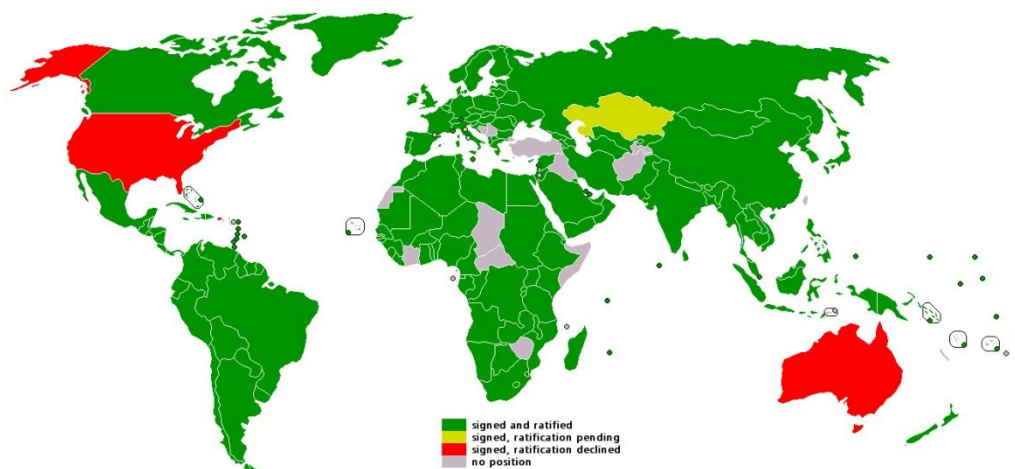 signed and ratified
signed, ratification pending
signed, ratification declined
no position